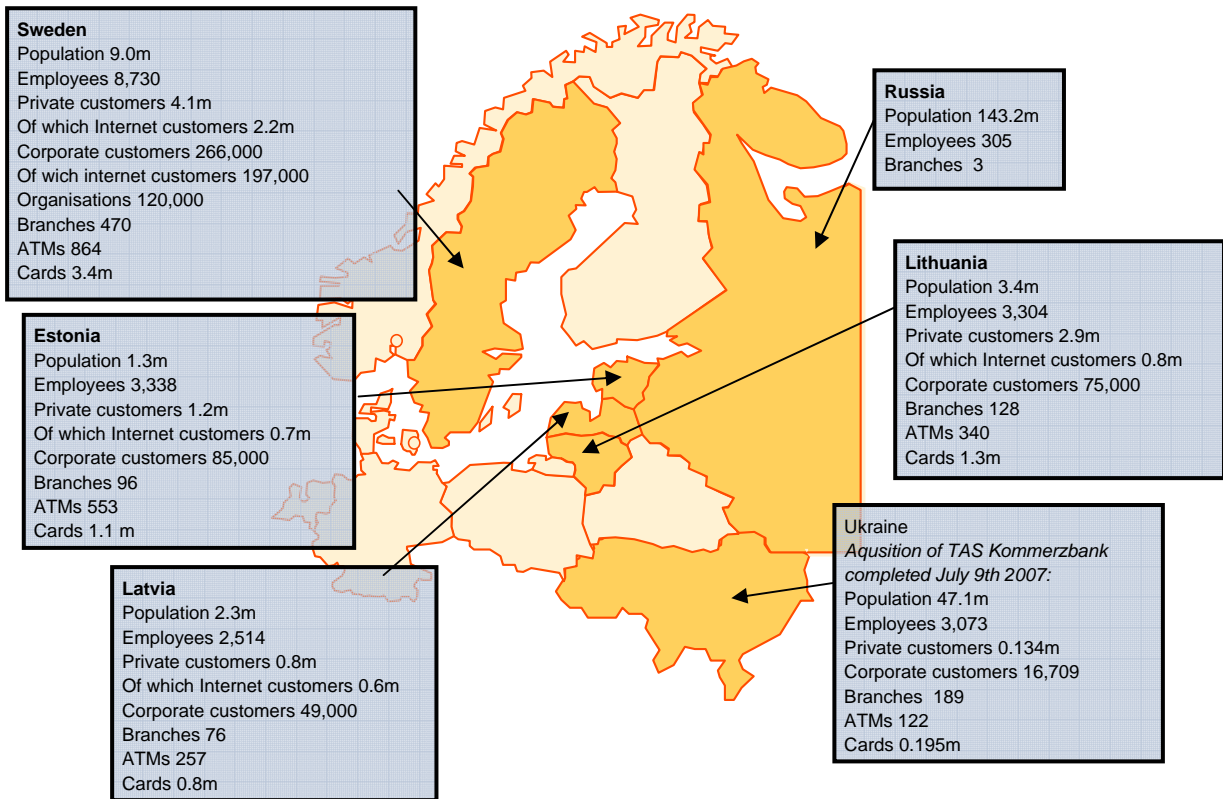 Sweden
Population 9.0m
Employees 8,730
Private customers 4.1m
Of which Internet customers 2.2m
Corporate customers 266,000
Of wich internet customers 197,000
Organisations 120,000
Branches 470
ATMs 864
Cards 3.4m
Russia
Population 143.2m
Employees 305
Branches 3
Lithuania
Population 3.4m
Employees 3,304
Private customers 2.9m
Of which Internet customers 0.8m
Corporate customers 75,000
Branches 128
ATMs 340
Cards 1.3m
Estonia
Population 1.3m
Employees 3,338
Private customers 1.2m
Of which Internet customers 0.7m
Corporate customers 85,000
Branches 96
ATMs 553
Cards 1.1 m
Latvia
Population 2.3m
Employees 2,514
Private customers 0.8m
Of which Internet customers 0.6m
Corporate customers 49,000
Branches 76
ATMs 257
Cards 0.8m
Ukraine
Aqusition of TAS Kommerzbank
completed July 9th 2007:
Population 47.1m
Employees 3,073
Private customers 0.134m
Corporate customers 16,709
Branches 189
ATMs 122
Cards 0.195m